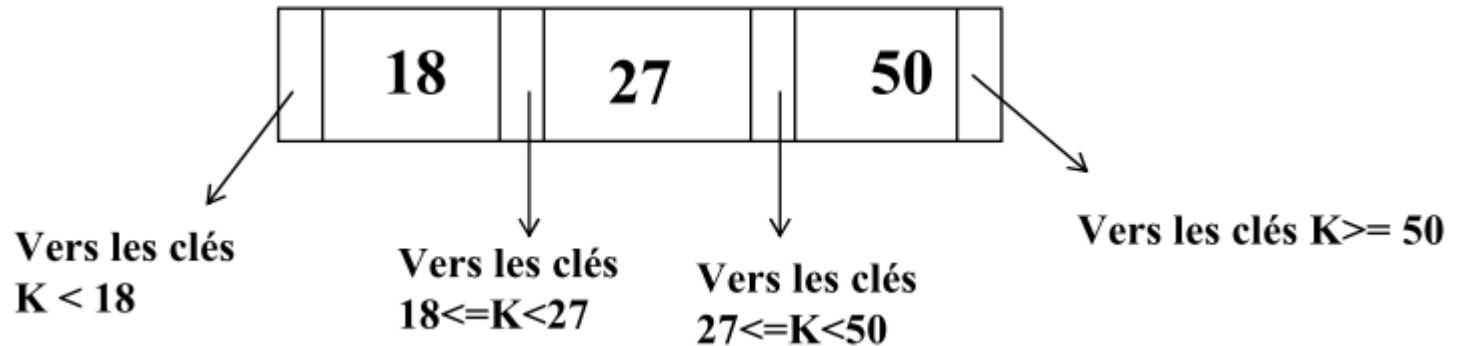 18 27 50
Vers les clés
K < 18
Vers les clés
18<=K<27
Vers les clés
27<=K<50
Vers les clés K>= 50